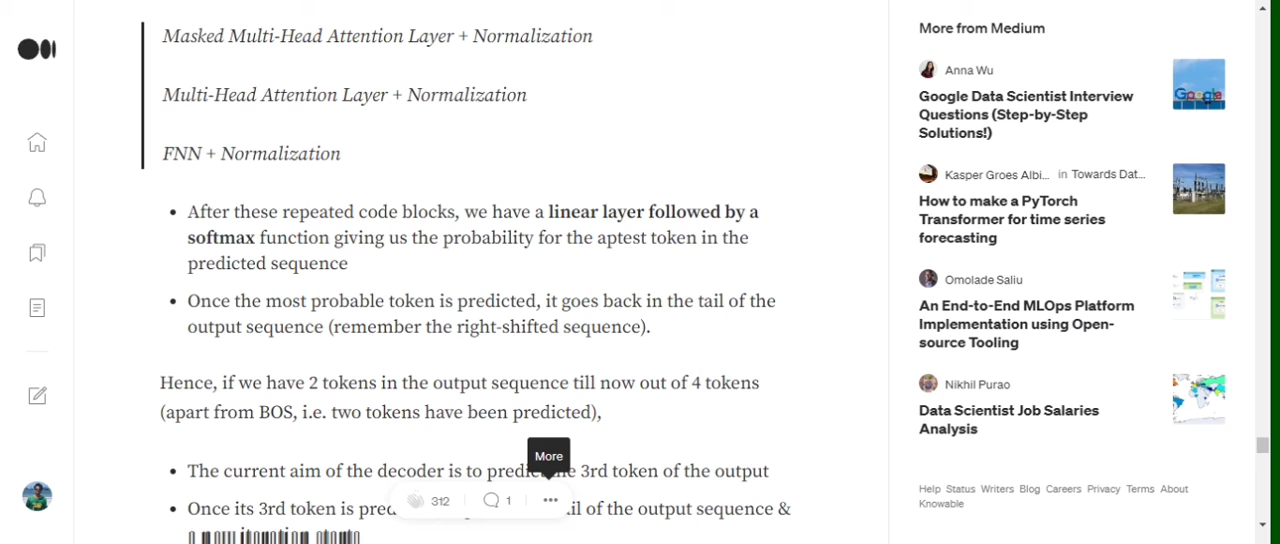 Masked Multi-Head Attention Layer + Normalization
Multi-Head Attention Layer + Normalization
FNN + Normalization
• After these repeated code blocks, we have a linear layer followed by a
softmax function giving us the probability for the aptest token in the
predicted sequence
• Once the most probable token is predicted, it goes back in the tail of the
output sequence (remember the right-shifted sequence).
Hence, if we have 2 tokens in the output sequence till now out of 4 tokens
(apart from BOS, i.e. two tokens have been predicted),
More
• The current aim of the decoder is to predict the 3rd token of the output
312
1
• Once its 3rd token is pred il of the output sequence &
More from Medium
Anna Wu
Google Data Scientist Interview
Questions (Step-by-Step
Solutions!)
Kasper Groes Albi... in Towards Dat...
How to make a PyTorch
Transformer for time series
forecasting
Omolade Saliu
An End-to-End MLOps Platform
Implementation using Open-
source Tooling
Nikhil Purao
Data Scientist Job Salaries
Analysis
Help Status Writers Blog Careers Privacy Terms About
Knowable